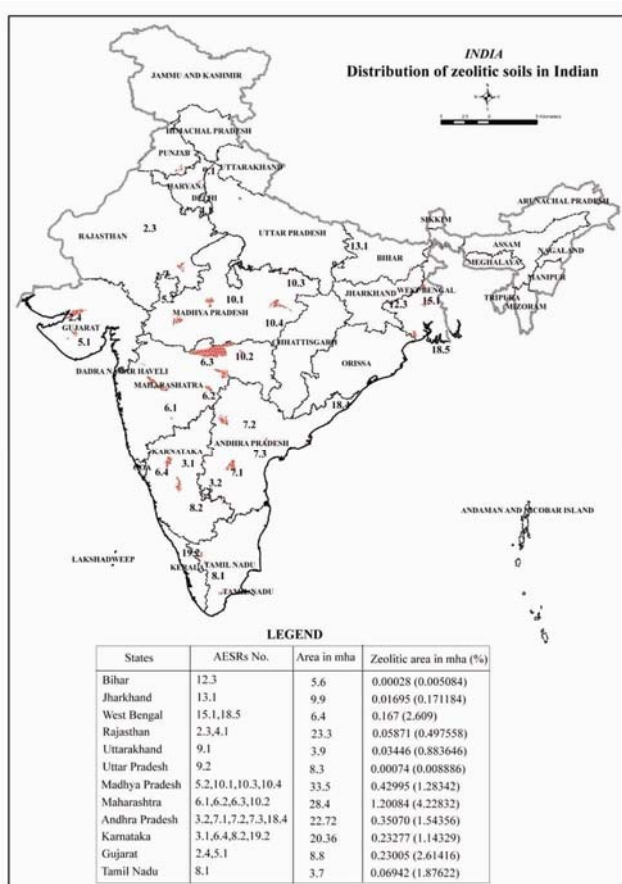 INDIA
Distribution of zeolitic soils in Indian
JAMMU AND KASHMIR
HIMACHAL PRADESH
PUNJAB
9.1
UTTARAKHAND
HARYANA
DELHI
ARUNACHAL PRADESH
SIKKIM
2.3
RAJASTHAN
UTTAR PRADESH
13.1
ASSAM
NAGALAND
BIHAR
9.2
MEGHALAYA
MANIPUR
10.3
JHARKHAND
WEST BENGAL
5.2
10.1
12.3
15.1
TRIPURA
MIZORAM
MADHYA PRADESH
2.4
GUJARAT
10.4
5.1
CHHATTISGARH
18.5
10.2
ORISSA
6.3
DADRA NAGAR HAVELI
MAHARASHTRA
6.2
6.1
18.4
7.2
ANDHRA PRADESH
KARNATAKA
7.3
3.1
GOA
6.4
7.1
3.2
8.2
ANDAMAN AND NICOBAR ISLAND
19.2
LAKSHADWEEP
KERALA
TAMIL NADU
8.1
TAMIL NADU
LEGEND
States AESRs No. Area in mha Zeolitic area in mha (%)
Bihar 12.3 5.6 0.00028 (0.005084)
Jharkhand 13.1 9.9 0.01695 (0.171184)
West Bengal 15.1,18.5 6.4 0.167 (2.609)
Rajasthan 2.3,4.1 23.3 0.05871 (0.497558)
Uttarakhand 9.1 3.9 0.03446 (0.883646)
Uttar Pradesh 9.2 8.3 0.00074 (0.008886)
Madhya Pradesh 5.2,10.1,10.3,10.4 33.5 0.42995 (1.28342)
Maharashtra 6.1,6.2,6.3,10.2 28.4 1.20084 (4.22832)
Andhra Pradesh 3.2,7.1,7.2,7.3,18.4 22.72 0.35070 (1.54356)
Karnataka 3.1,6.4,8.2,19.2 20.36 0.23277 (1.14329)
Gujarat 2.4,5.1 8.8 0.23005 (2.61416)
Tamil Nadu 8.1 3.7 0.06942 (1.87622)